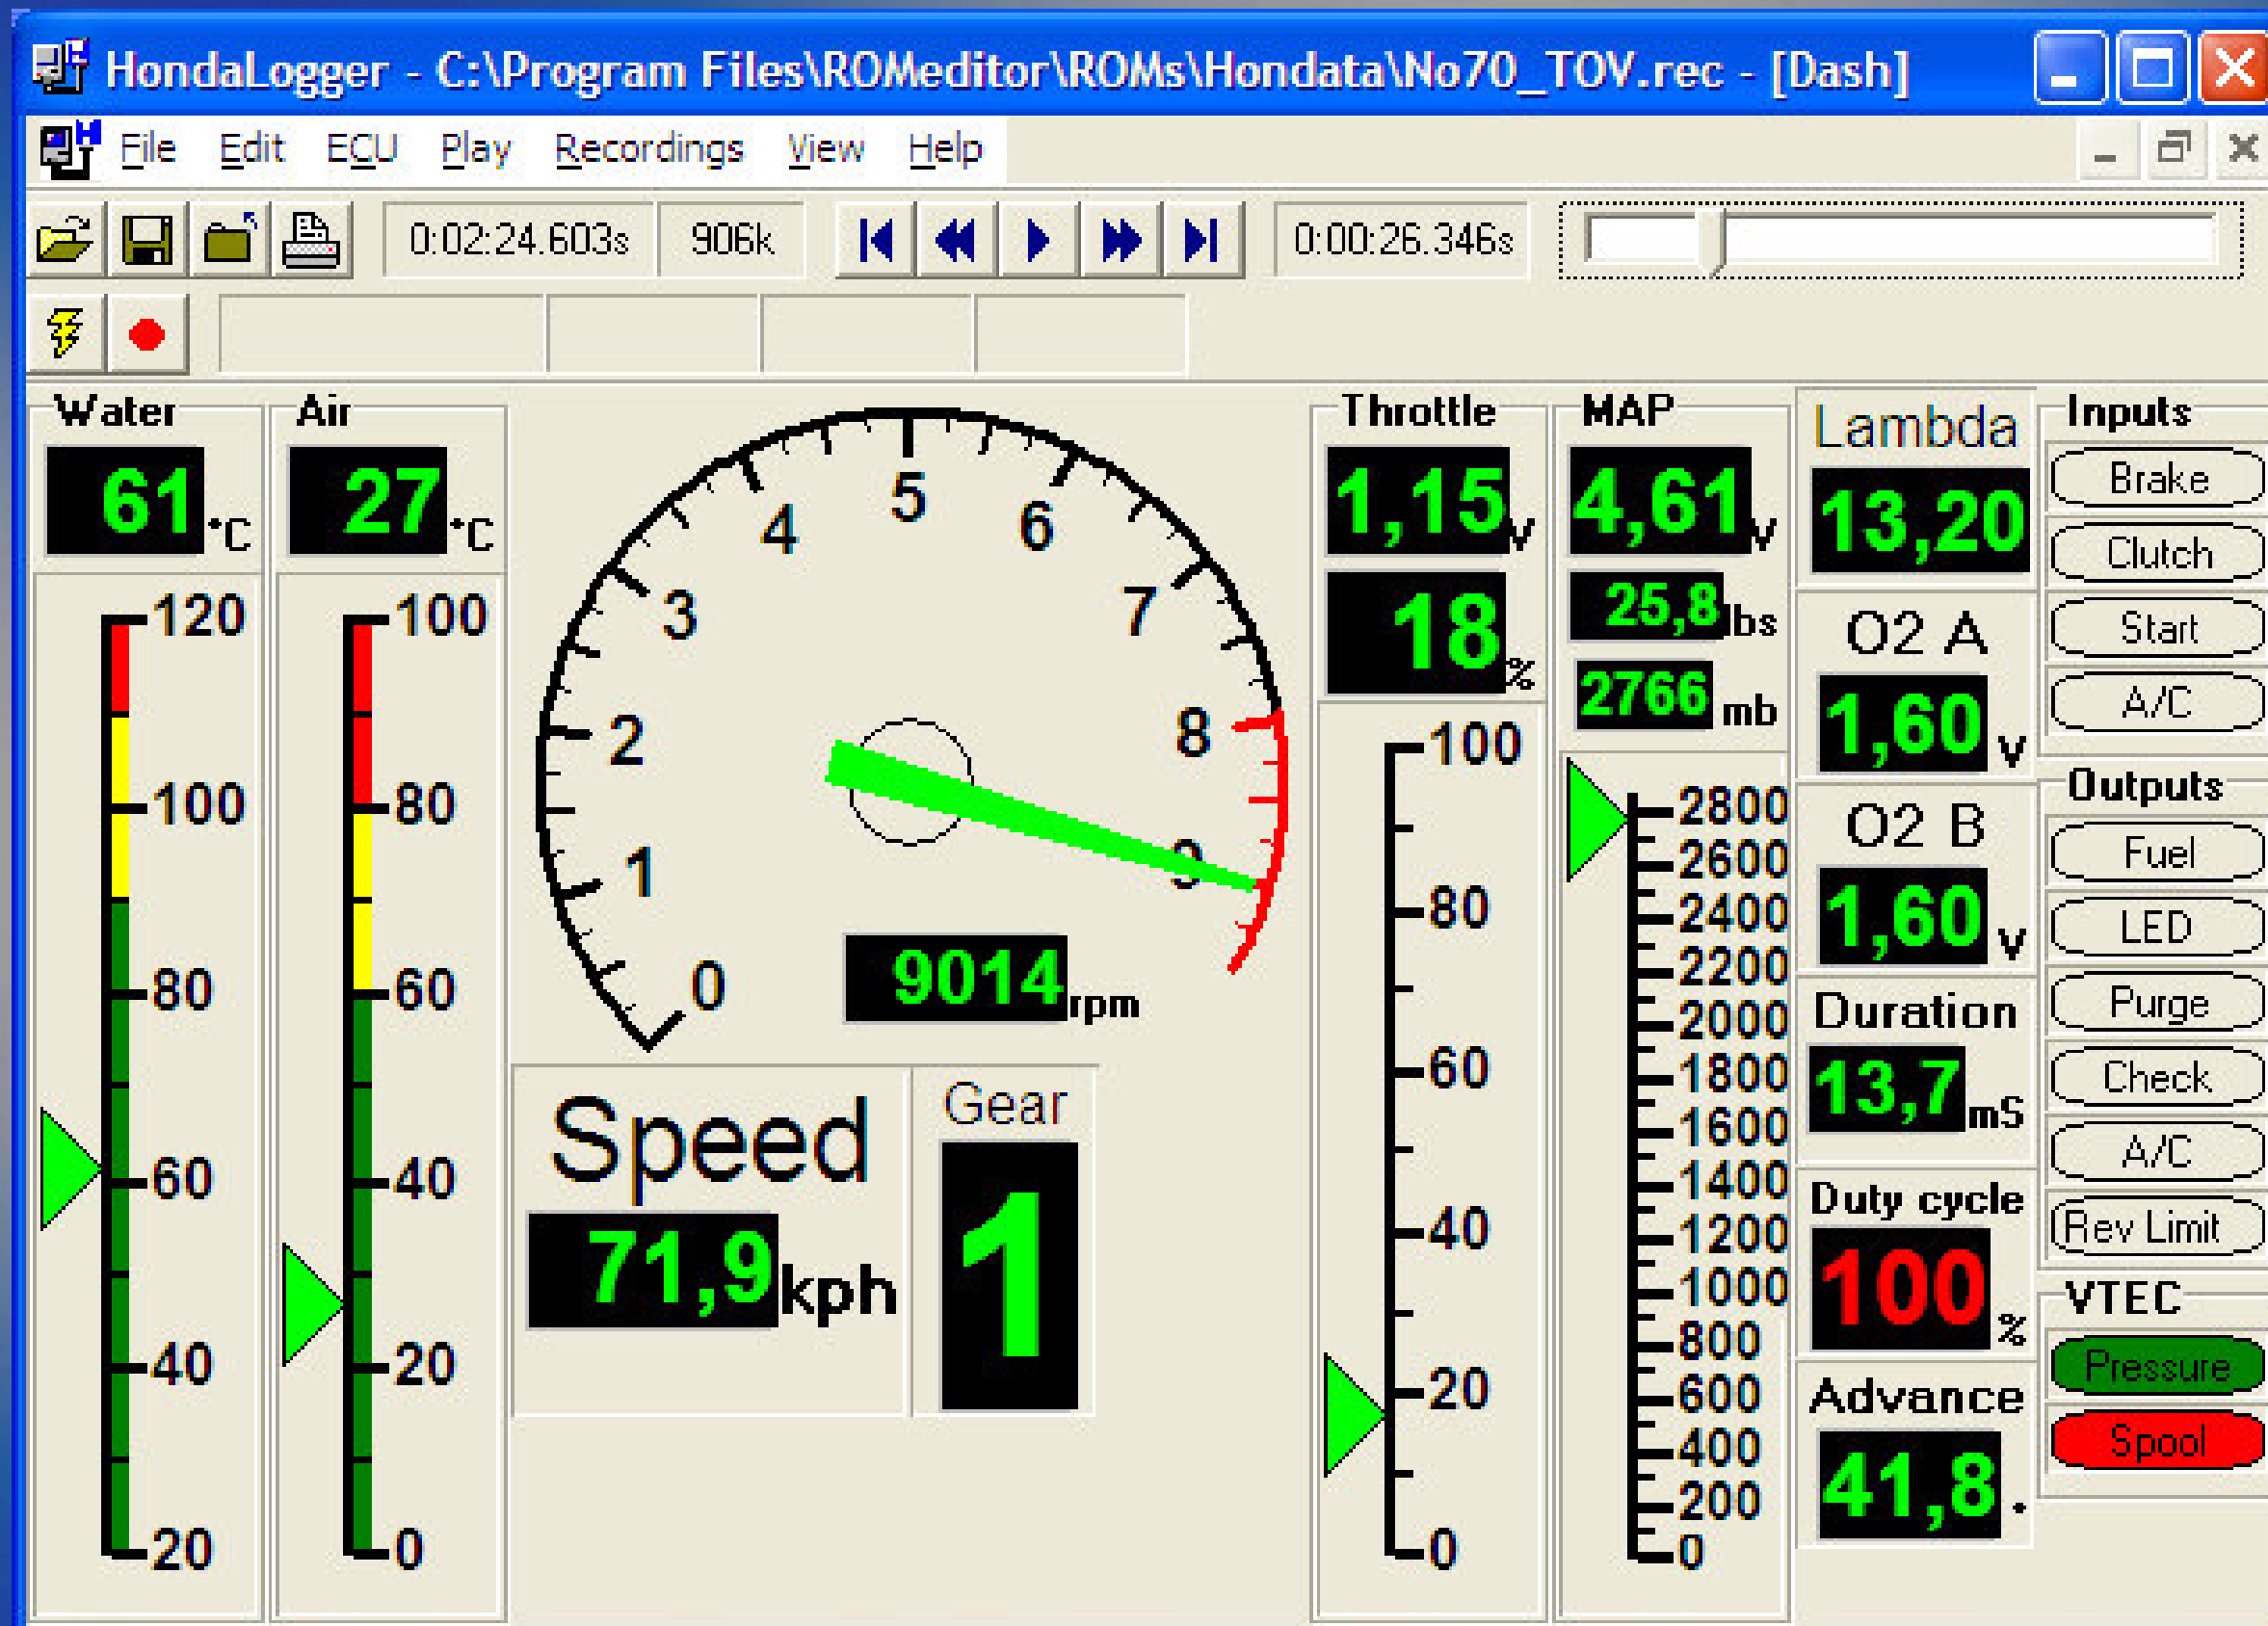 HondaLogger - C:\Program Files\ROMeditor\ROMs\Hondata\No70_TOV.rec - [Dash]
File Edit ECU Play Recordings View Help
0:02:24.603s 906k 0:00:26.346s
Water
61 °C
120
100
80
60
40
20
Air
27 °C
100
80
60
40
20
0
0
1
2
3
4
5
6
7
8
9
9014 rpm
Speed
71,9 kph
Gear
1
Throttle
1,15 V
18 %
100
80
60
40
20
0
MAP
4,61 V
25,8 lbs
2766 mb
2800
2600
2400
2200
2000
1800
1600
1400
1200
1000
800
600
400
200
0
Lambda
13,20
O2 A
1,60 V
O2 B
1,60 V
Duration
13,7 mS
Duty cycle
100 %
Advance
41,8 °
Inputs
Brake
Clutch
Start
A/C
Outputs
Fuel
LED
Purge
Check
A/C
Rev Limit
VTEC
Pressure
Spool